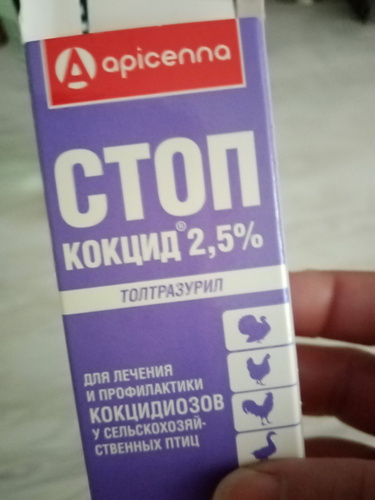 apicenna
СТОП
КОКЦИД® 2,5%
ТОЛТРАЗУРИЛ
ДЛЯ ЛЕЧЕНИЯ
И ПРОФИЛАКТИКИ
КОКЦИДИОЗОВ
У СЕЛЬСКОХОЗЯЙ-
СТВЕННЫХ ПТИЦ